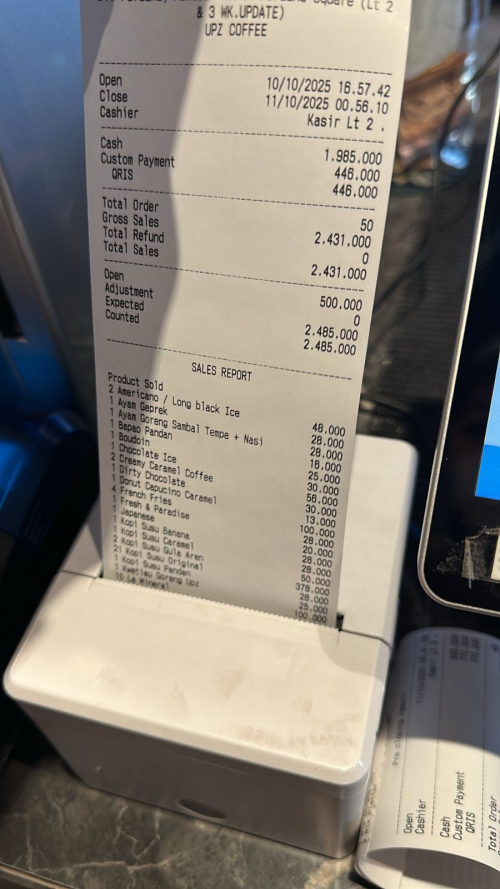 & 3 WK.UPDATE)
UPZ COFFEE
Open 10/10/2025 16.57.42
Close 11/10/2025 00.56.10
Cashier Kasir Lt 2 .
Cash 1.985.000
Custom Payment 446.000
QRIS 446.000
Total Order 50
Gross Sales 2.431.000
Total Refund 0
Total Sales 2.431.000
Open 500.000
Adjustment 0
Expected 2.485.000
Counted 2.485.000
SALES REPORT
Product Sold
2 Americano / Long black Ice 48.000
1 Ayam Geprek 28.000
1 Ayam Goreng Sambal Tempe + Nasi 28.000
1 Bapao Pandan 16.000
1 Boudoin 25.000
1 Chocolate Ice 30.000
2 Creamy Caramel Coffee 56.000
1 Dirty Chocolate 30.000
1 Donut Capucino Caramel 13.000
4 French Fries 100.000
1 Fresh & Paradise 28.000
1 Japanese 20.000
1 Kopi Susu Banana 28.000
1 Kopi Susu Caramel 28.000
2 Kopi Susu Gula Aren 50.000
21 Kopi Susu Original 378.000
1 Kopi Susu Pandan 28.000
1 Kwetiau Goreng Upz 25.000
10 Le Mineral 100.000
Open
Cashier
Cash
Custom Payment
QRIS
Total Order